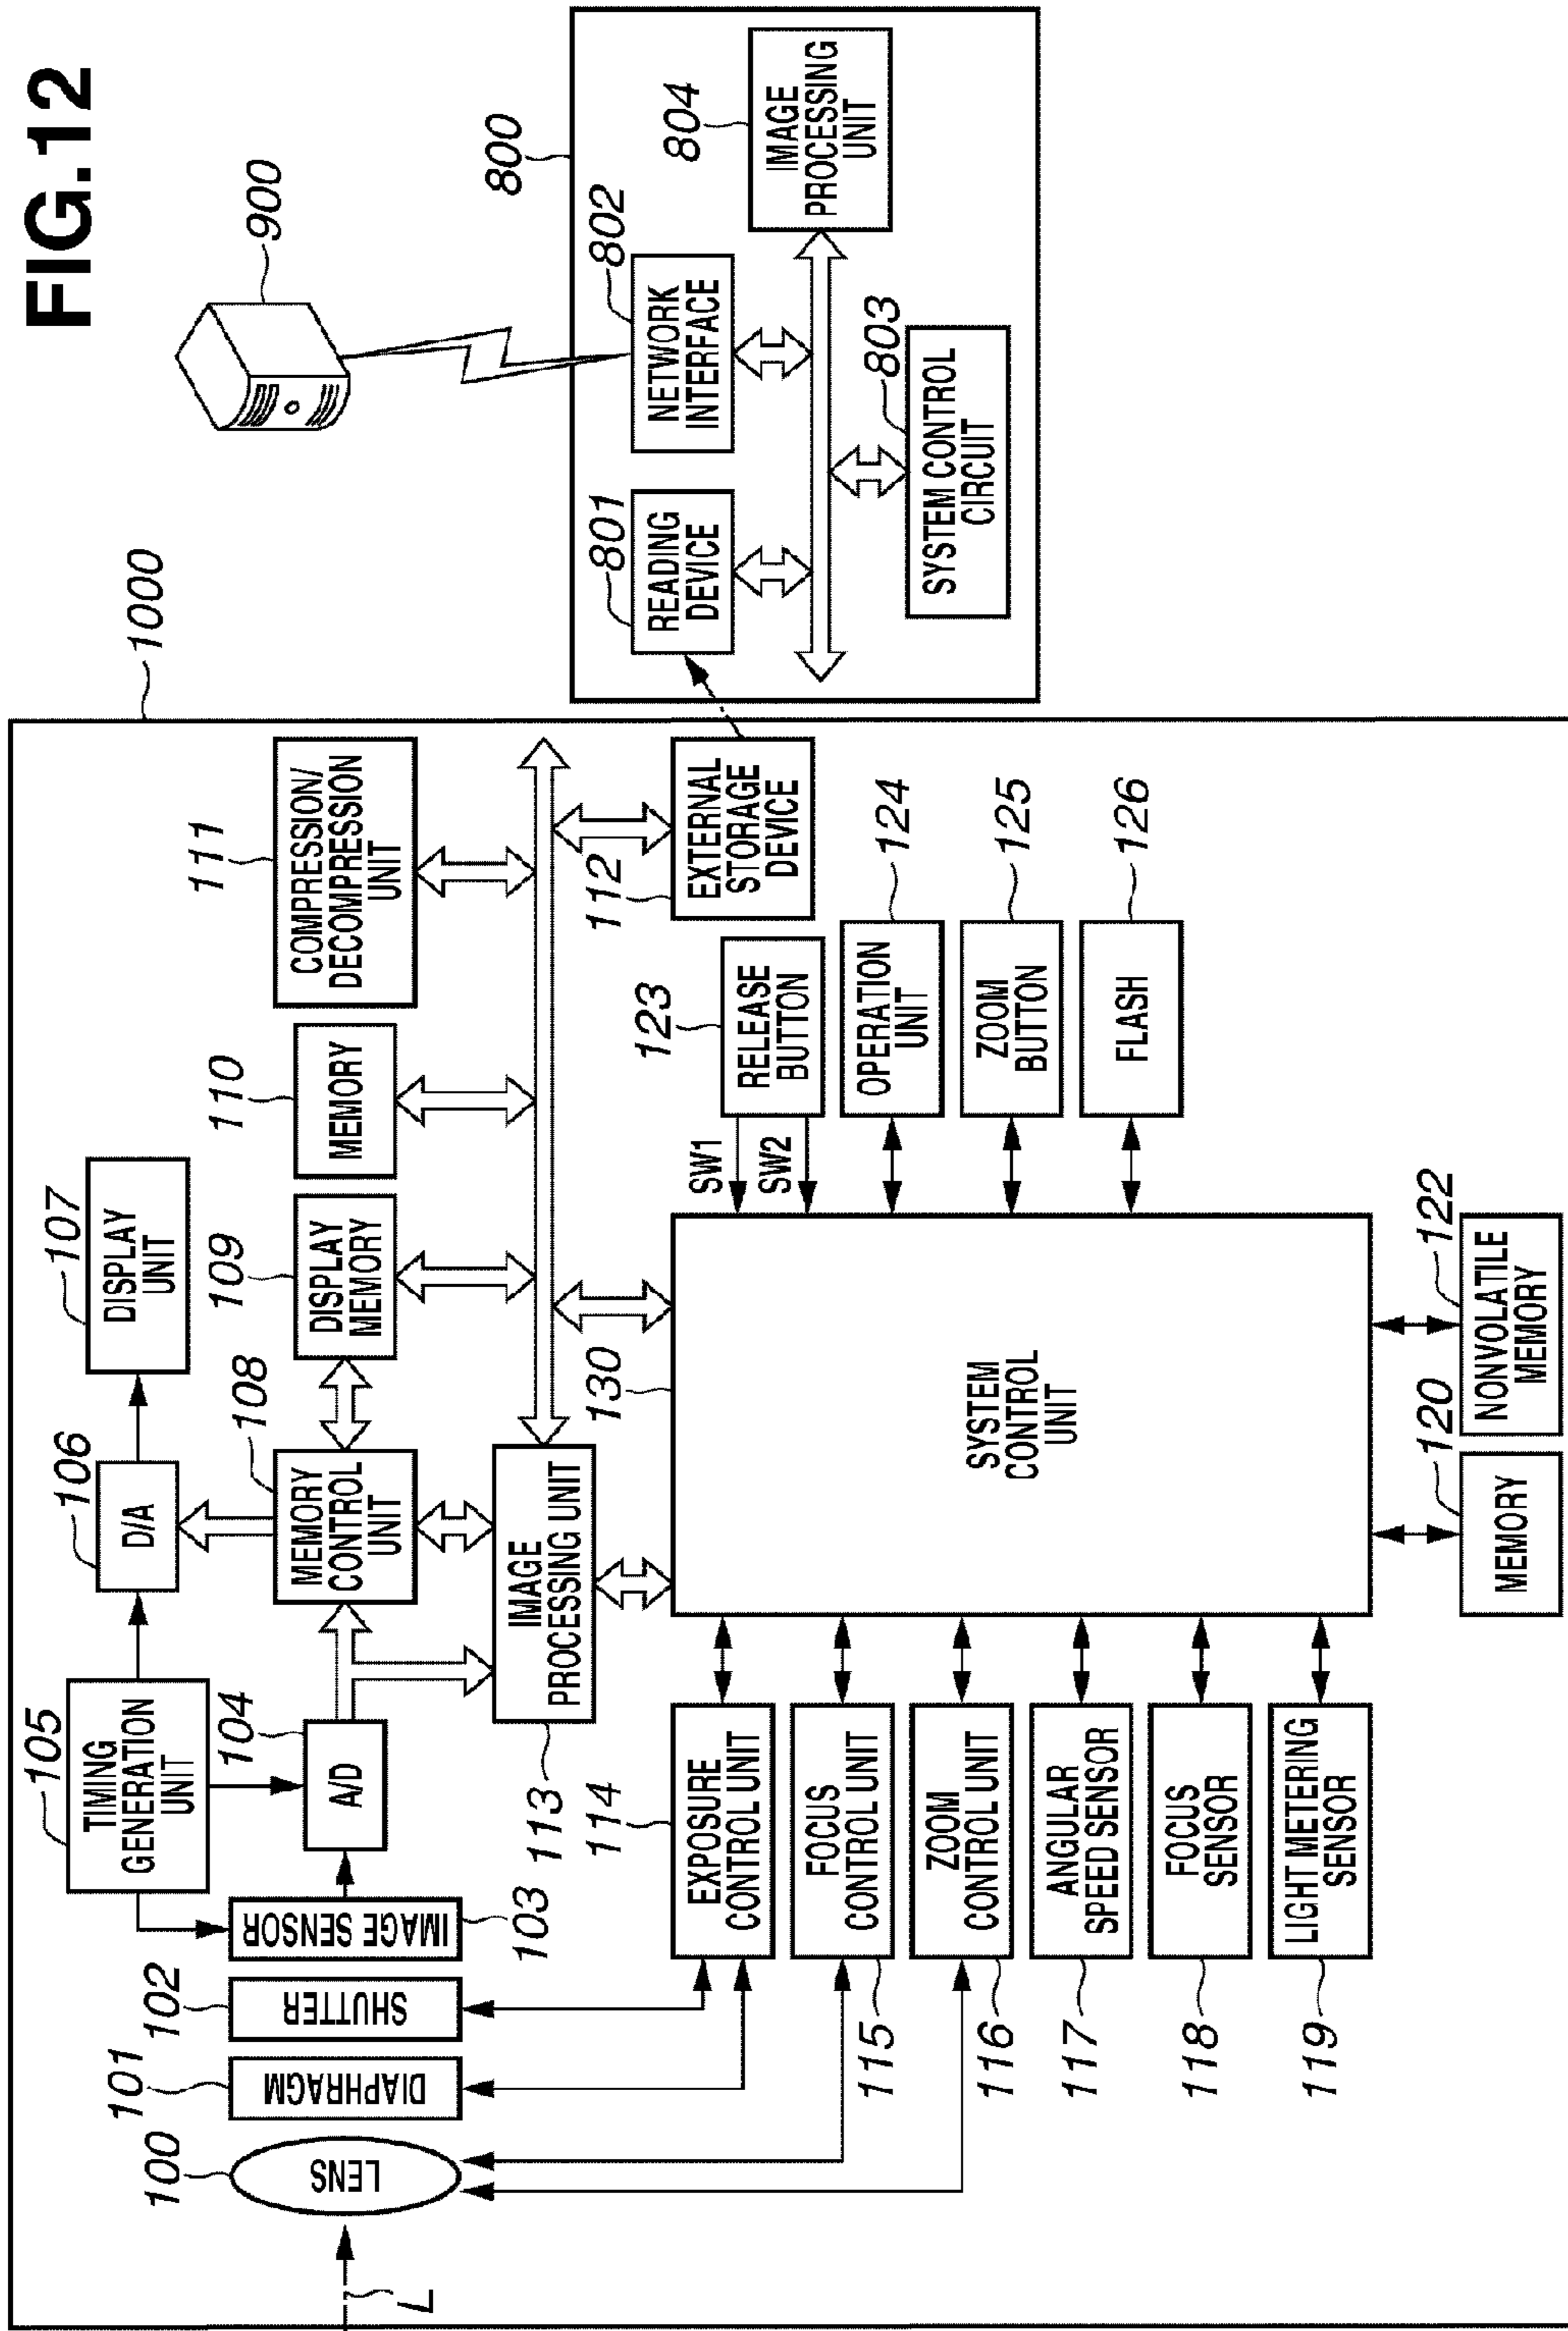 FIG.12
1000
105
TIMING
GENERATION
UNIT
106
D/A
107
DISPLAY
UNIT
900
100
LENS
101
DIAPHRAGM
102
SHUTTER
IMAGE SENSOR
103
104
A/D
108
MEMORY
CONTROL
UNIT
109
DISPLAY
MEMORY
110
MEMORY
111
COMPRESSION/
DECOMPRESSION
UNIT
L
113
IMAGE
PROCESSING UNIT
112
EXTERNAL
STORAGE
DEVICE
800
801
READING
DEVICE
802
NETWORK
INTERFACE
804
IMAGE
PROCESSING
UNIT
803
SYSTEM CONTROL
CIRCUIT
114
EXPOSURE
CONTROL UNIT
115
FOCUS
CONTROL UNIT
116
ZOOM
CONTROL UNIT
117
ANGULAR
SPEED SENSOR
118
FOCUS
SENSOR
119
LIGHT METERING
SENSOR
130
SYSTEM
CONTROL
UNIT
SW1
SW2
123
RELEASE
BUTTON
124
OPERATION
UNIT
125
ZOOM
BUTTON
126
FLASH
120
MEMORY
122
NONVOLATILE
MEMORY